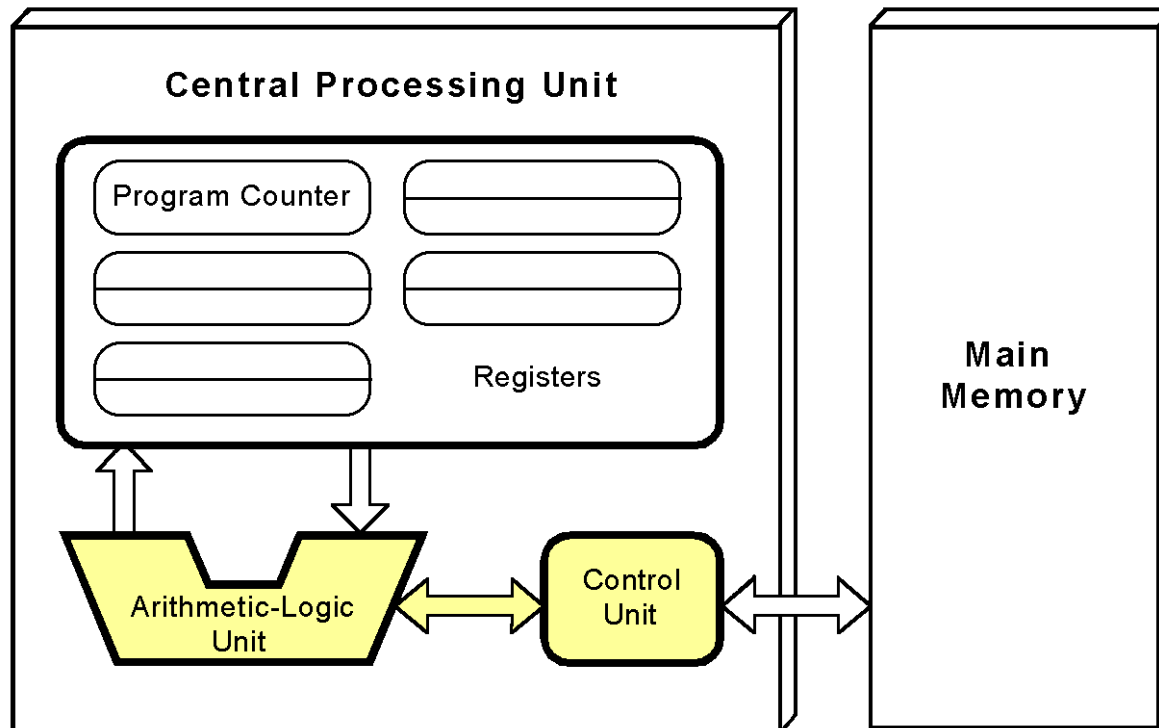 Central Processing Unit
Program Counter
Registers
Main
Memory
Arithmetic-Logic
Unit
Control
Unit